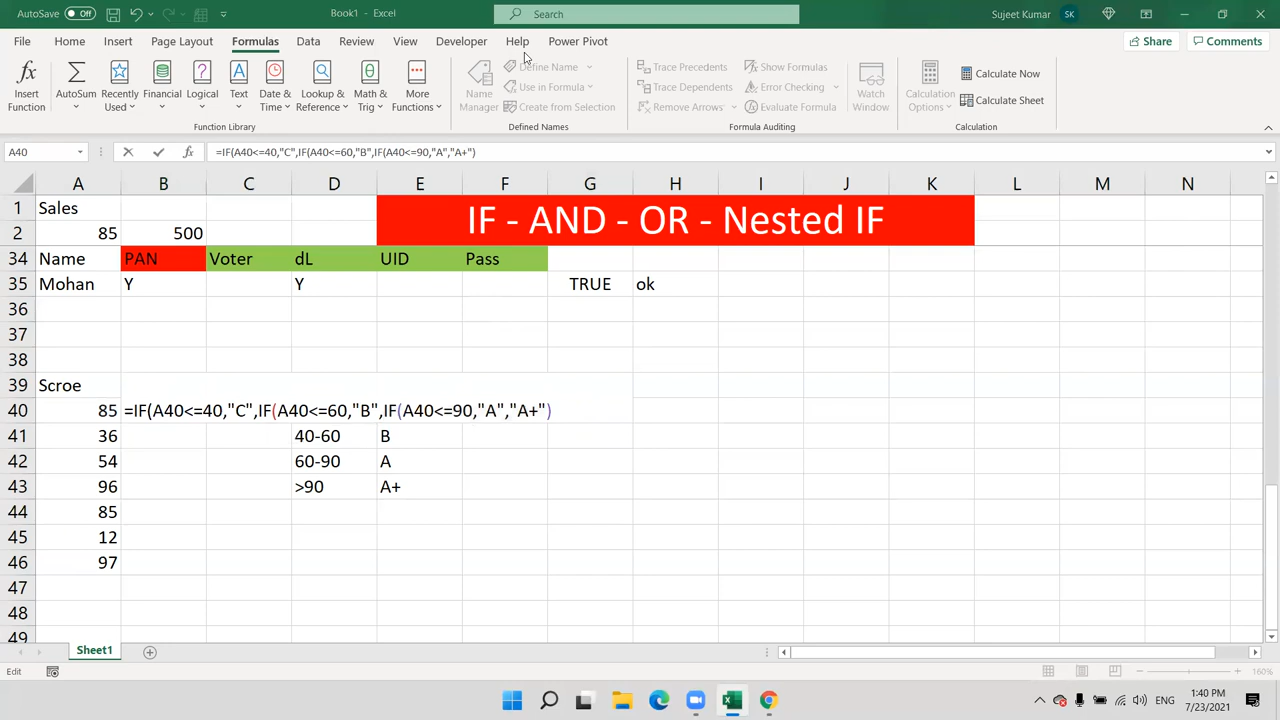 AutoSave Off Book1 - Excel Search Sujeet Kumar SK
File Home Insert Page Layout Formulas Data Review View Developer Help Power Pivot Share Comments
Insert Function
AutoSum
Recently Used
Financial
Logical
Text
Date & Time
Lookup & Reference
Math & Trig
More Functions
Function Library
Name Manager
Define Name
Use in Formula
Create from Selection
Defined Names
Trace Precedents
Trace Dependents
Remove Arrows
Show Formulas
Error Checking
Evaluate Formula
Formula Auditing
Watch Window
Calculation Options
Calculate Now
Calculate Sheet
Calculation
A40 fx =IF(A40<=40,"C",IF(A40<=60,"B",IF(A40<=90,"A","A+")
A B C D E F G H I J K L M N
1 Sales
IF - AND - OR - Nested IF
2 85 500
34 Name PAN Voter dL UID Pass
35 Mohan Y Y TRUE ok
36
37
38
39 Scroe
40 85 =IF(A40<=40,"C",IF(A40<=60,"B",IF(A40<=90,"A","A+")
41 36 40-60 B
42 54 60-90 A
43 96 >90 A+
44 85
45 12
46 97
47
48
49
Sheet1
Edit 160%
ENG 1:40 PM
7/23/2021